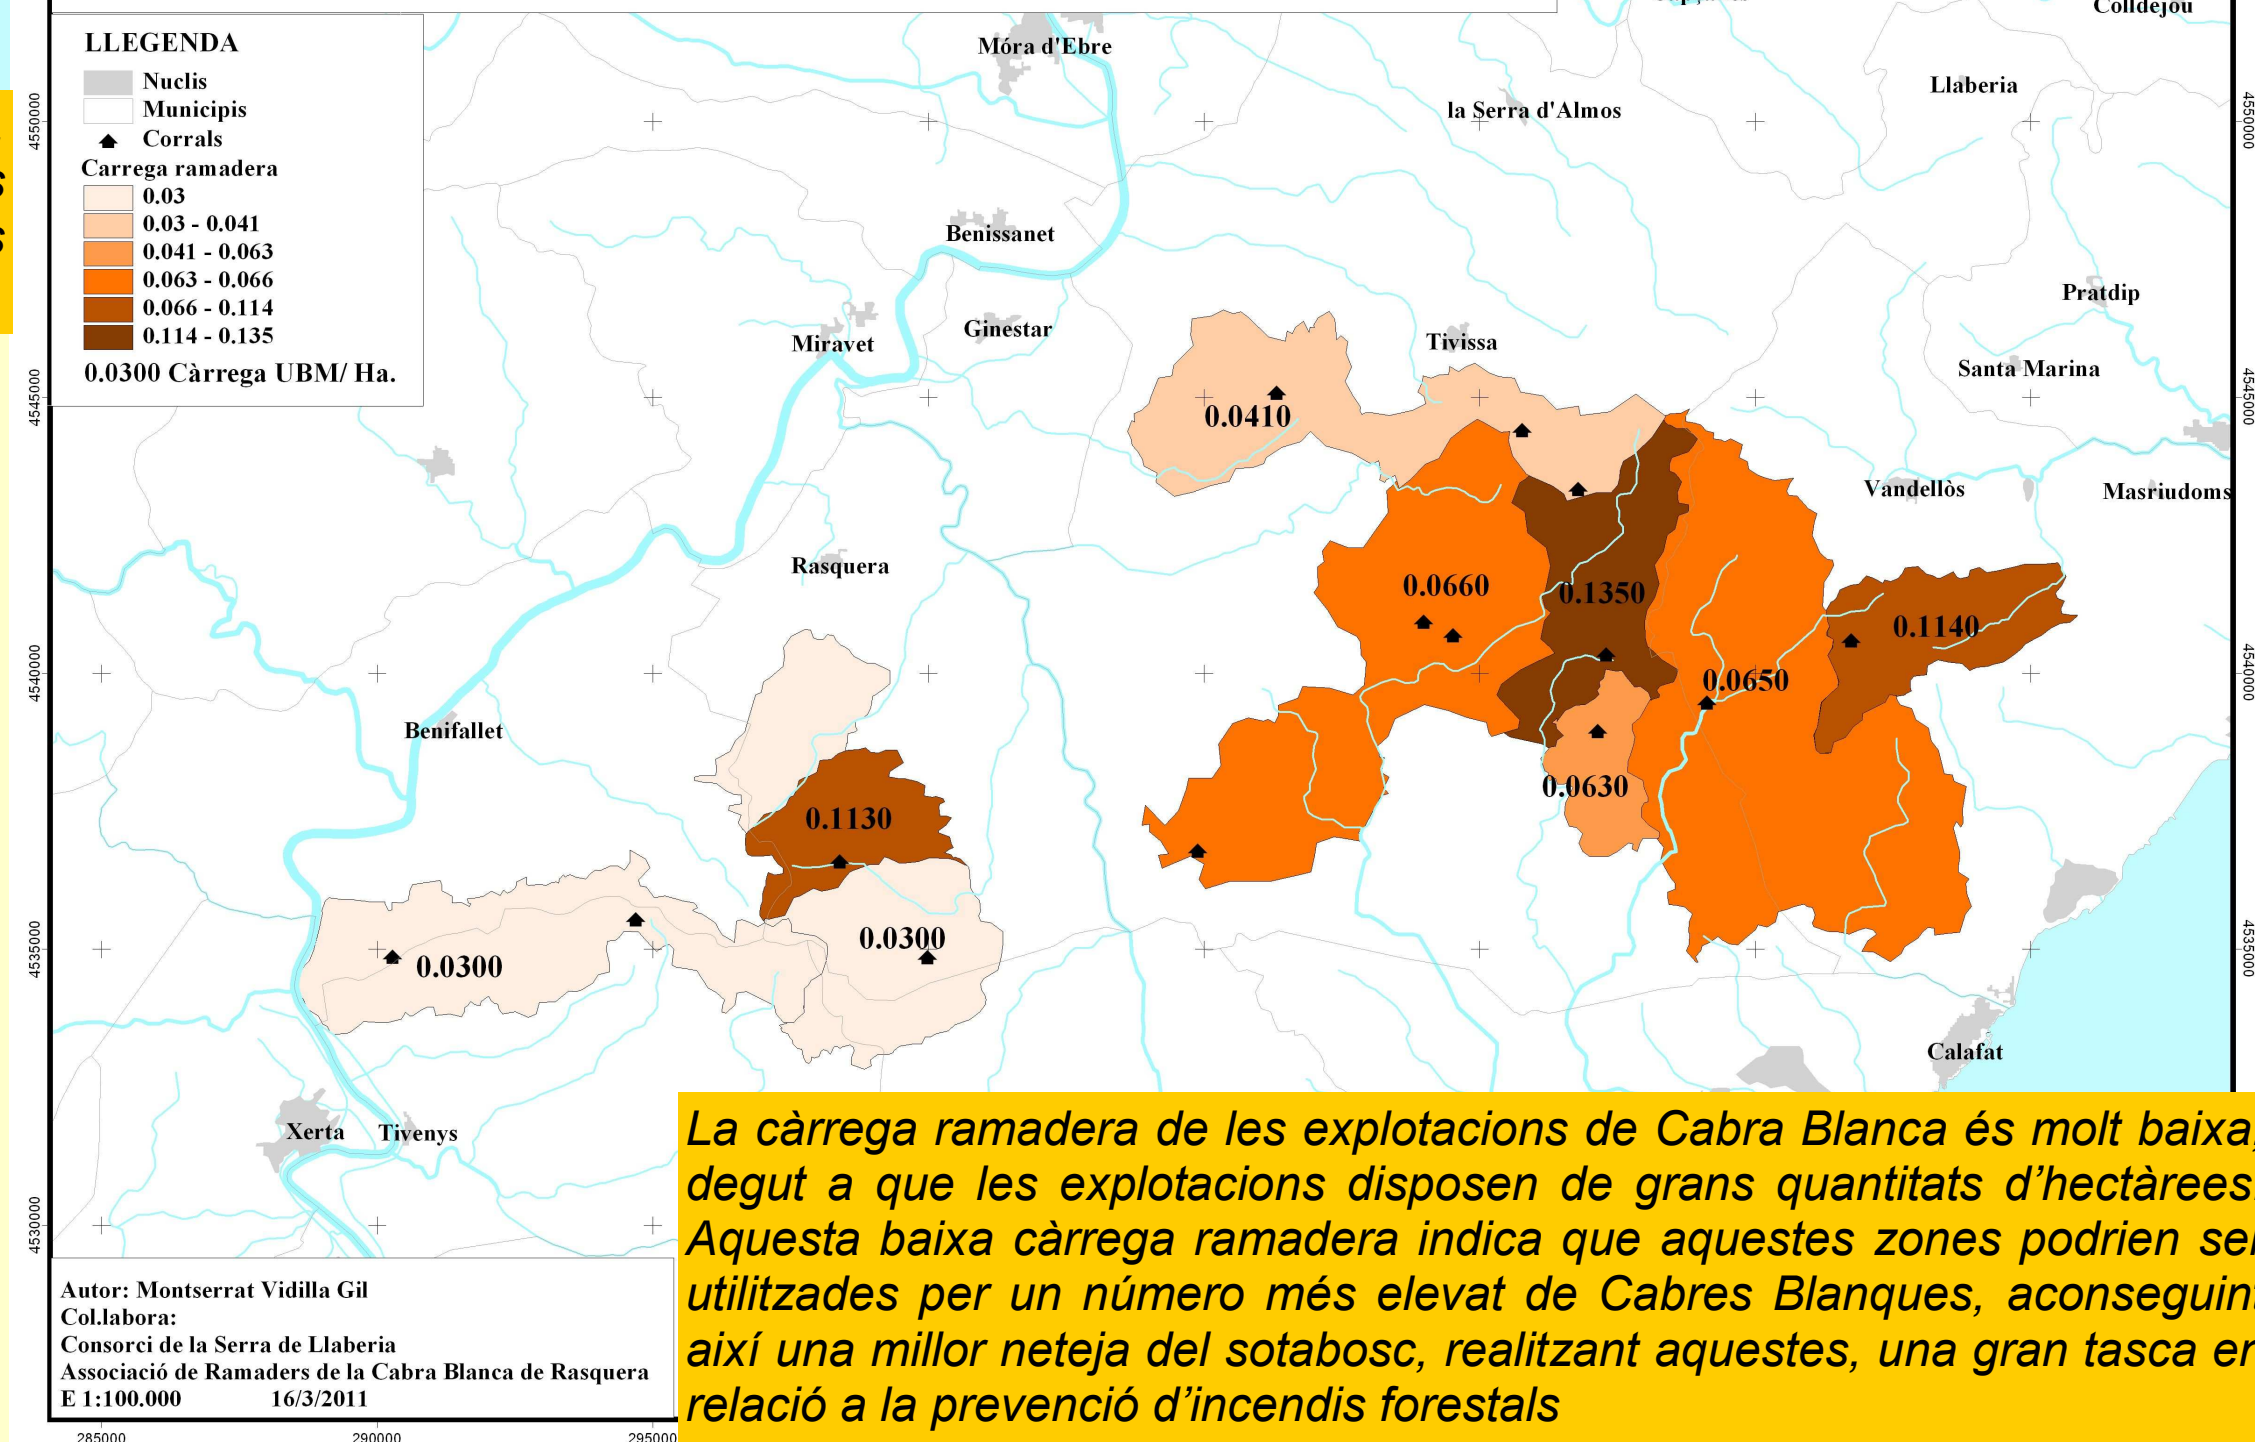 Colldejou
LLEGENDA
Nuclis
Municipis
Corrals
Carrega ramadera
0.03
0.03 - 0.041
0.041 - 0.063
0.063 - 0.066
0.066 - 0.114
0.114 - 0.135
0.0300 Càrrega UBM/ Ha.
Móra d'Ebre
Llaberia
la Serra d'Almos
4550000
4550000
Benissanet
Pratdip
Ginestar
Miravet
Tivissa
Santa Marina
4545000
4545000
0.0410
Vandellòs
Masriudoms
Rasquera
0.0660
0.1350
0.1140
4540000
4540000
0.0650
Benifallet
0.0630
0.1130
0.0300
0.0300
4535000
4535000
Calafat
Xerta
Tivenys
4530000
La càrrega ramadera de les explotacions de Cabra Blanca és molt baixa,
degut a que les explotacions disposen de grans quantitats d'hectàrees.
Aquesta baixa càrrega ramadera indica que aquestes zones podrien ser
utilitzades per un número més elevat de Cabres Blanques, aconseguint
així una millor neteja del sotabosc, realitzant aquestes, una gran tasca en
relació a la prevenció d'incendis forestals
Autor: Montserrat Vidilla Gil
Col.labora:
Consorci de la Serra de Llaberia
Associació de Ramaders de la Cabra Blanca de Rasquera
E 1:100.000 16/3/2011
285000
290000
295000